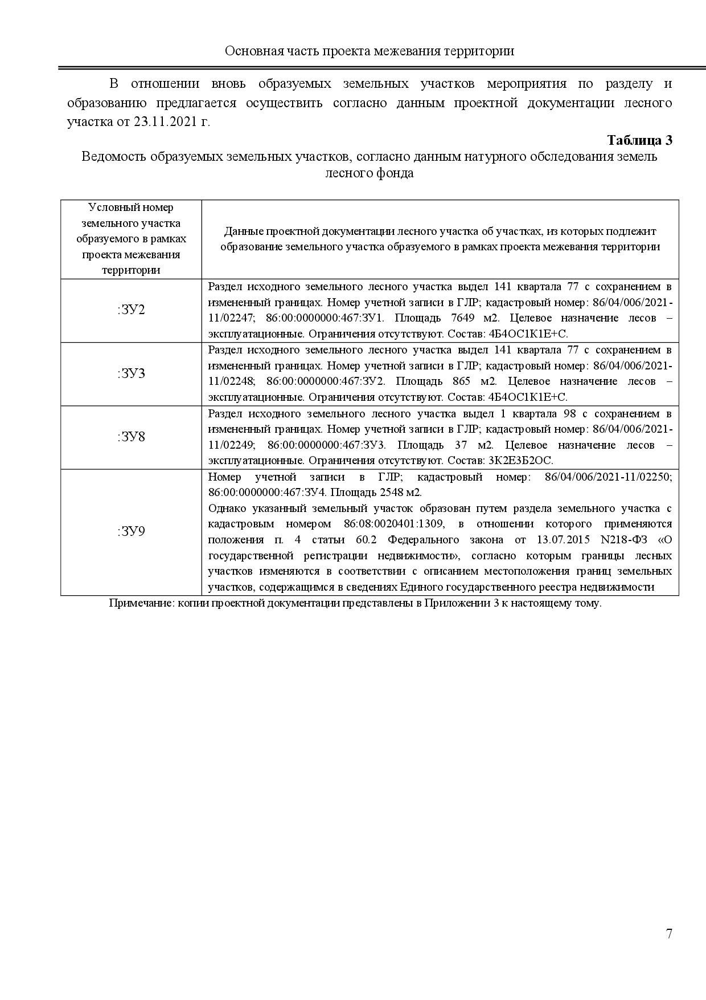 Основная часть проекта межевания территории
В отношении вновь образуемых земельных участков мероприятия по разделу и
образованию предлагается осуществить согласно данным проектной документации лесного
участка от 23.11.2021 г.
Таблица 3
Ведомость образуемых земельных участков, согласно данным натурного обследования земель
лесного фонда
Условный номер
земельного участка
образуемого в рамках
проекта межевания
территории
Данные проектной документации лесного участка об участках, из которых подлежит
образование земельного участка образуемого в рамках проекта межевания территории
:ЗУ2
Раздел исходного земельного лесного участка выдел 141 квартала 77 с сохранением в
измененный границах. Номер учетной записи в ГЛР; кадастровый номер: 86/04/006/2021-
11/02247; 86:00:0000000:467:ЗУ1. Площадь 7649 м2. Целевое назначение лесов –
эксплуатационные. Ограничения отсутствуют. Состав: 4Б4ОС1К1Е+С.
:ЗУ3
Раздел исходного земельного лесного участка выдел 141 квартала 77 с сохранением в
измененный границах. Номер учетной записи в ГЛР; кадастровый номер: 86/04/006/2021-
11/02248; 86:00:0000000:467:ЗУ2. Площадь 865 м2. Целевое назначение лесов –
эксплуатационные. Ограничения отсутствуют. Состав: 4Б4ОС1К1Е+С.
:ЗУ8
Раздел исходного земельного лесного участка выдел 1 квартала 98 с сохранением в
измененный границах. Номер учетной записи в ГЛР; кадастровый номер: 86/04/006/2021-
11/02249; 86:00:0000000:467:ЗУ3. Площадь 37 м2. Целевое назначение лесов –
эксплуатационные. Ограничения отсутствуют. Состав: 3К2Е3Б2ОС.
:ЗУ9
Номер учетной записи в ГЛР; кадастровый номер: 86/04/006/2021-11/02250;
86:00:0000000:467:ЗУ4. Площадь 2548 м2.
Однако указанный земельный участок образован путем раздела земельного участка с
кадастровым номером 86:08:0020401:1309, в отношении которого применяются
положения п. 4 статьи 60.2 Федерального закона от 13.07.2015 N218-ФЗ «О
государственной регистрации недвижимости», согласно которым границы лесных
участков изменяются в соответствии с описанием местоположения границ земельных
участков, содержащимся в сведениях Единого государственного реестра недвижимости
Примечание: копии проектной документации представлены в Приложении 3 к настоящему тому.
7